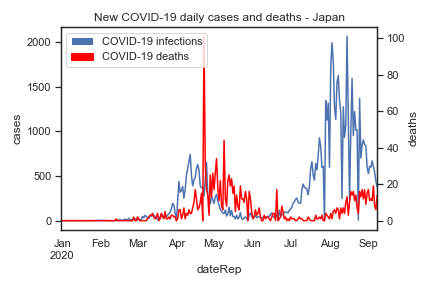 New COVID-19 daily cases and deaths - Japan
COVID-19 infections
COVID-19 deaths
2000
1500
1000
500
0
cases
100
80
60
40
20
0
deaths
Jan Feb Mar Apr May Jun Jul Aug Sep
2020
dateRep